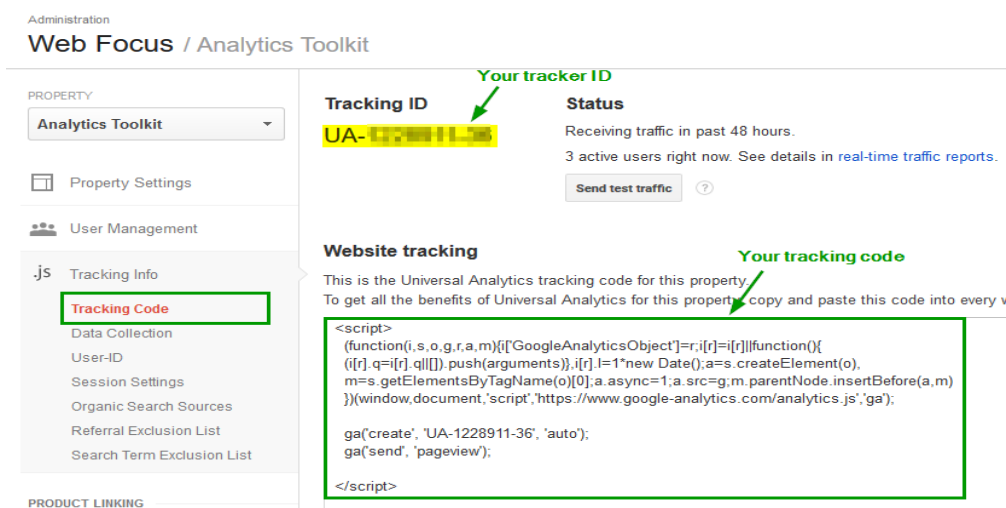 Administration
Web Focus / Analytics Toolkit
PROPERTY
Analytics Toolkit
Property Settings
User Management
.js Tracking Info
Tracking Code
Data Collection
User-ID
Session Settings
Organic Search Sources
Referral Exclusion List
Search Term Exclusion List
PRODUCT LINKING
Your tracker ID
Tracking ID
UA-
Status
Receiving traffic in past 48 hours.
3 active users right now. See details in real-time traffic reports.
Send test traffic ?
Website tracking
Your tracking code
This is the Universal Analytics tracking code for this property.
To get all the benefits of Universal Analytics for this property, copy and paste this code into every w
<script>
(function(i,s,o,g,r,a,m){i['GoogleAnalyticsObject']=r;i[r]=i[r]||function(){
(i[r].q=i[r].q||[]).push(arguments)},i[r].l=1*new Date();a=s.createElement(o),
m=s.getElementsByTagName(o)[0];a.async=1;a.src=g;m.parentNode.insertBefore(a,m)
})(window,document,'script','https://www.google-analytics.com/analytics.js','ga');
ga('create', 'UA-1228911-36', 'auto');
ga('send', 'pageview');
</script>